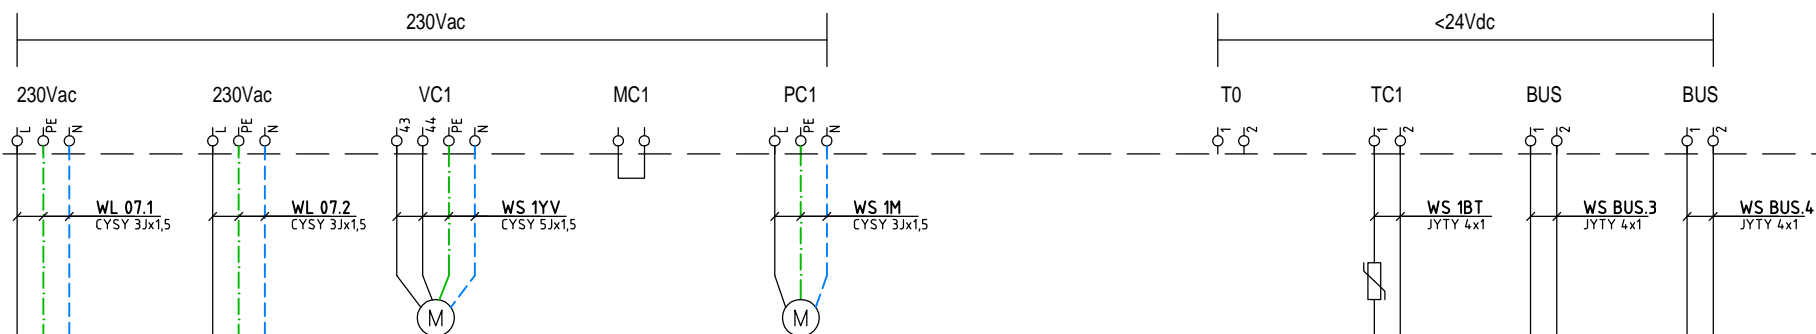 230Vac <24Vdc
230Vac 230Vac VC1 MC1 PC1 T0 TC1 BUS BUS
L PE N L PE N 43 44 PE N L PE N 1 2 1 2 1 2 1 2
WL 07.1 WL 07.2 WS 1YV WS 1M WS 1BT WS BUS.3 WS BUS.4
CYSY 3Jx1,5 CYSY 3Jx1,5 CYSY 5Jx1,5 CYSY 3Jx1,5 JYTY 4x1 JYTY 4x1 JYTY 4x1
M M